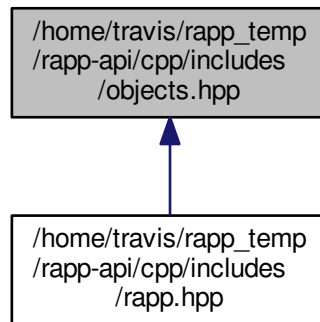 /home/travis/rapp_temp
/rapp-api/cpp/includes
/objects.hpp
/home/travis/rapp_temp
/rapp-api/cpp/includes
/rapp.hpp